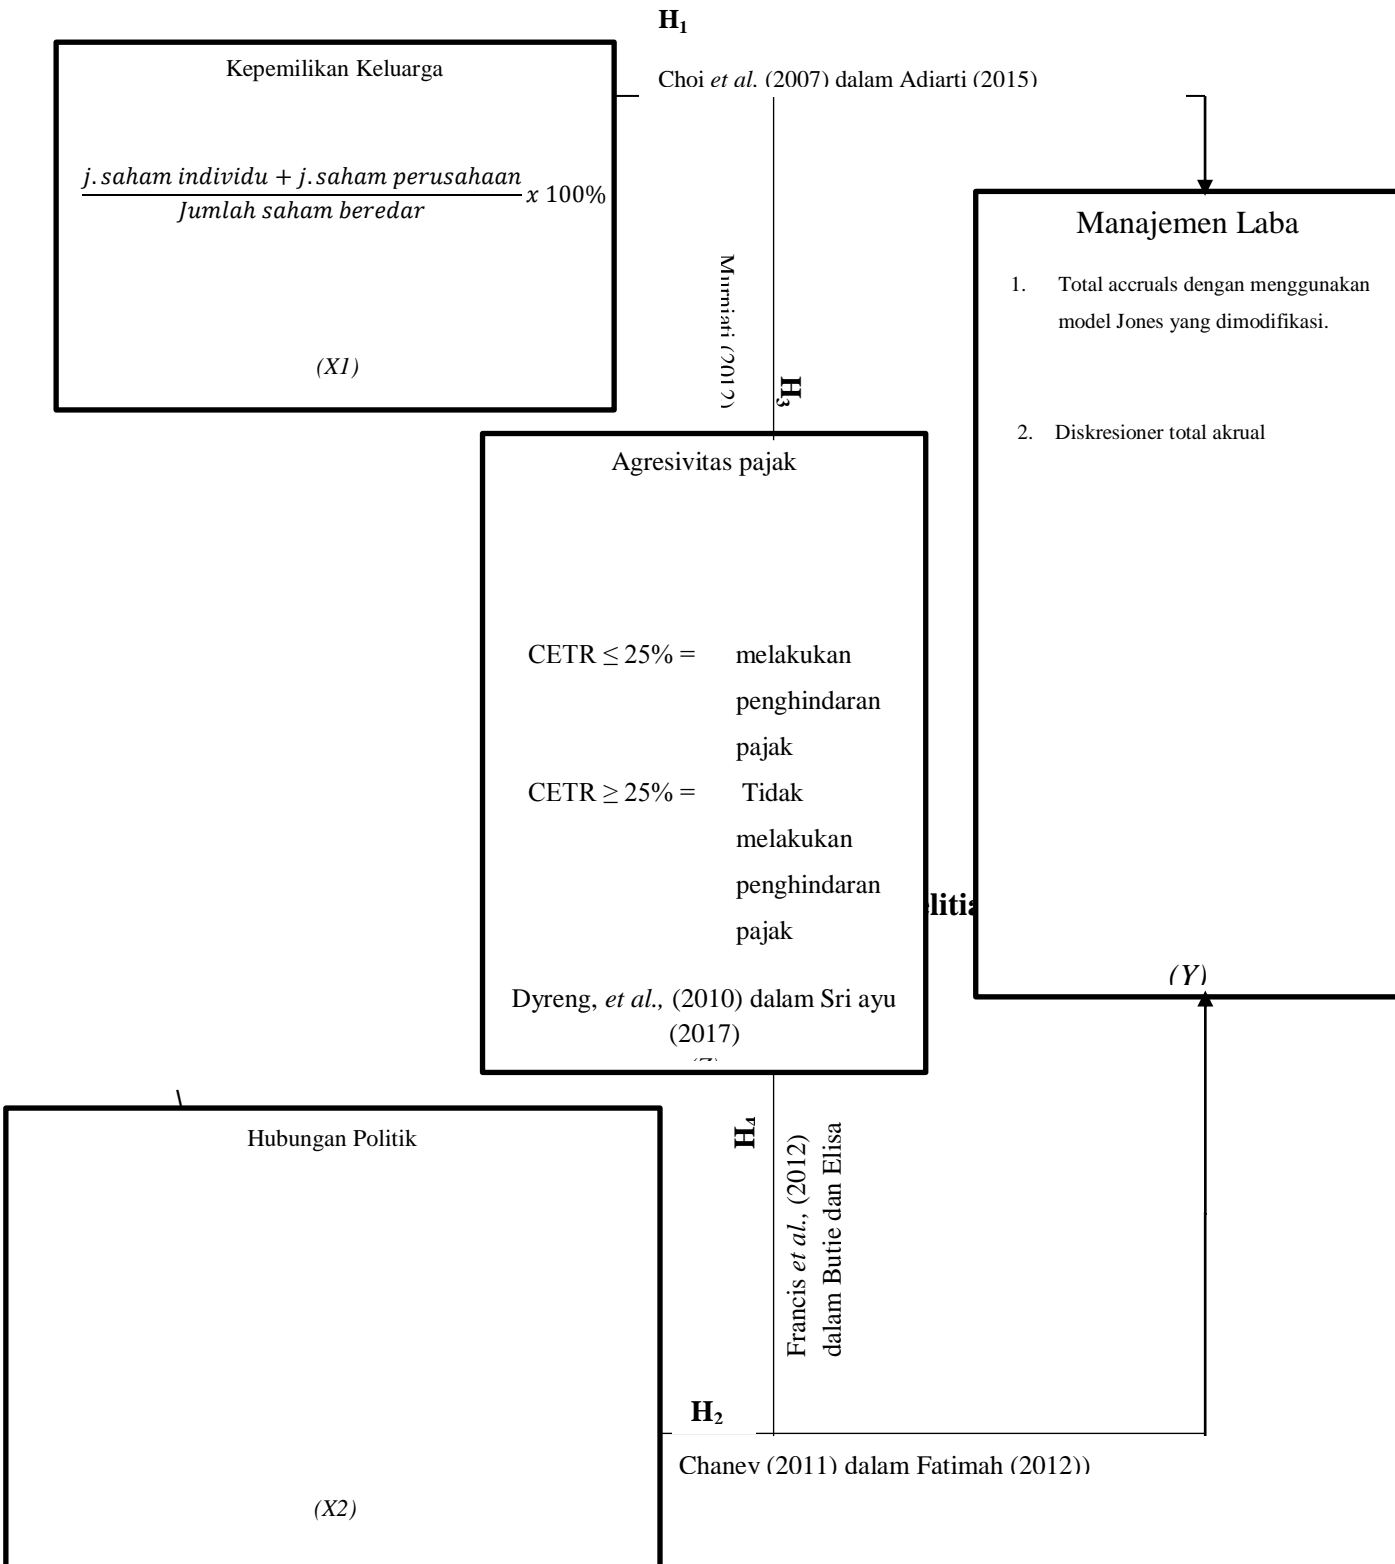 H₁
Kepemilikan Keluarga
Choi et al. (2007) dalam Adiarti (2015)
j. saham individu + j. saham perusahaan
Jumlah saham beredar
x 100%
(X1)
Murniati (2012)
H₃
Manajemen Laba
1. Total accruals dengan menggunakan
model Jones yang dimodifikasi.
2. Diskresioner total akrual
(Y)
Agresivitas pajak
CETR ≤ 25% = melakukan
penghindaran
pajak
CETR ≥ 25% = Tidak
melakukan
penghindaran
pajak
Dyreng, et al., (2010) dalam Sri ayu
(2017)
Hubungan Politik
(X2)
H₄
Francis et al., (2012)
dalam Butie dan Elisa
H₂
Chaney (2011) dalam Fatimah (2012))